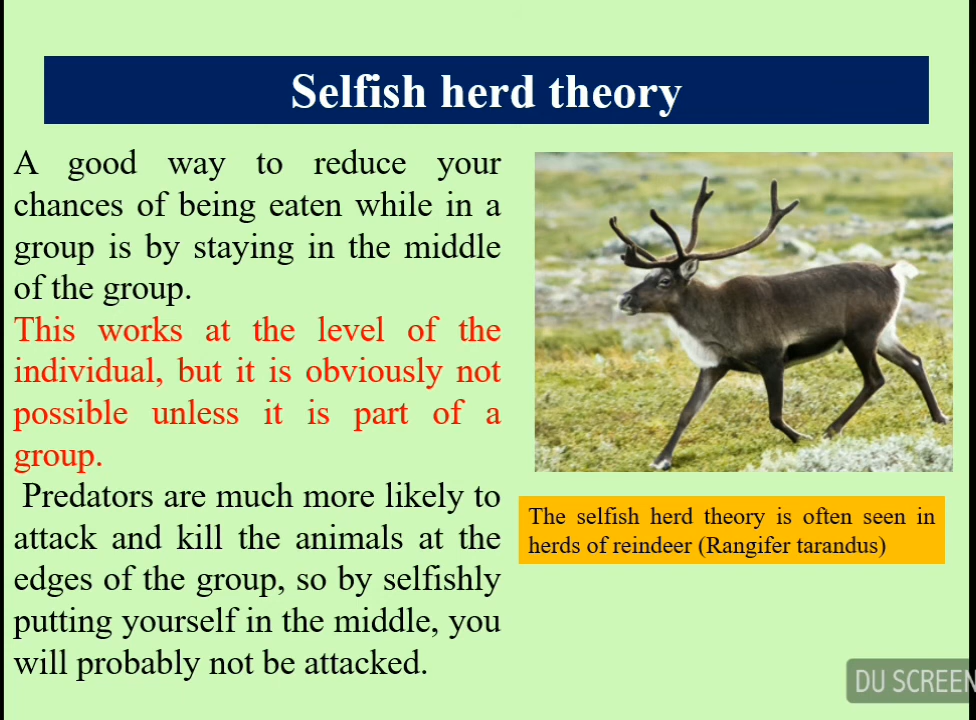 Selfish herd theory
A good way to reduce your
chances of being eaten while in a
group is by staying in the middle
of the group.
This works at the level of the
individual, but it is obviously not
possible unless it is part of a
group.
Predators are much more likely to
attack and kill the animals at the
edges of the group, so by selfishly
putting yourself in the middle, you
will probably not be attacked.
The selfish herd theory is often seen in
herds of reindeer (Rangifer tarandus)
DU SCREEN